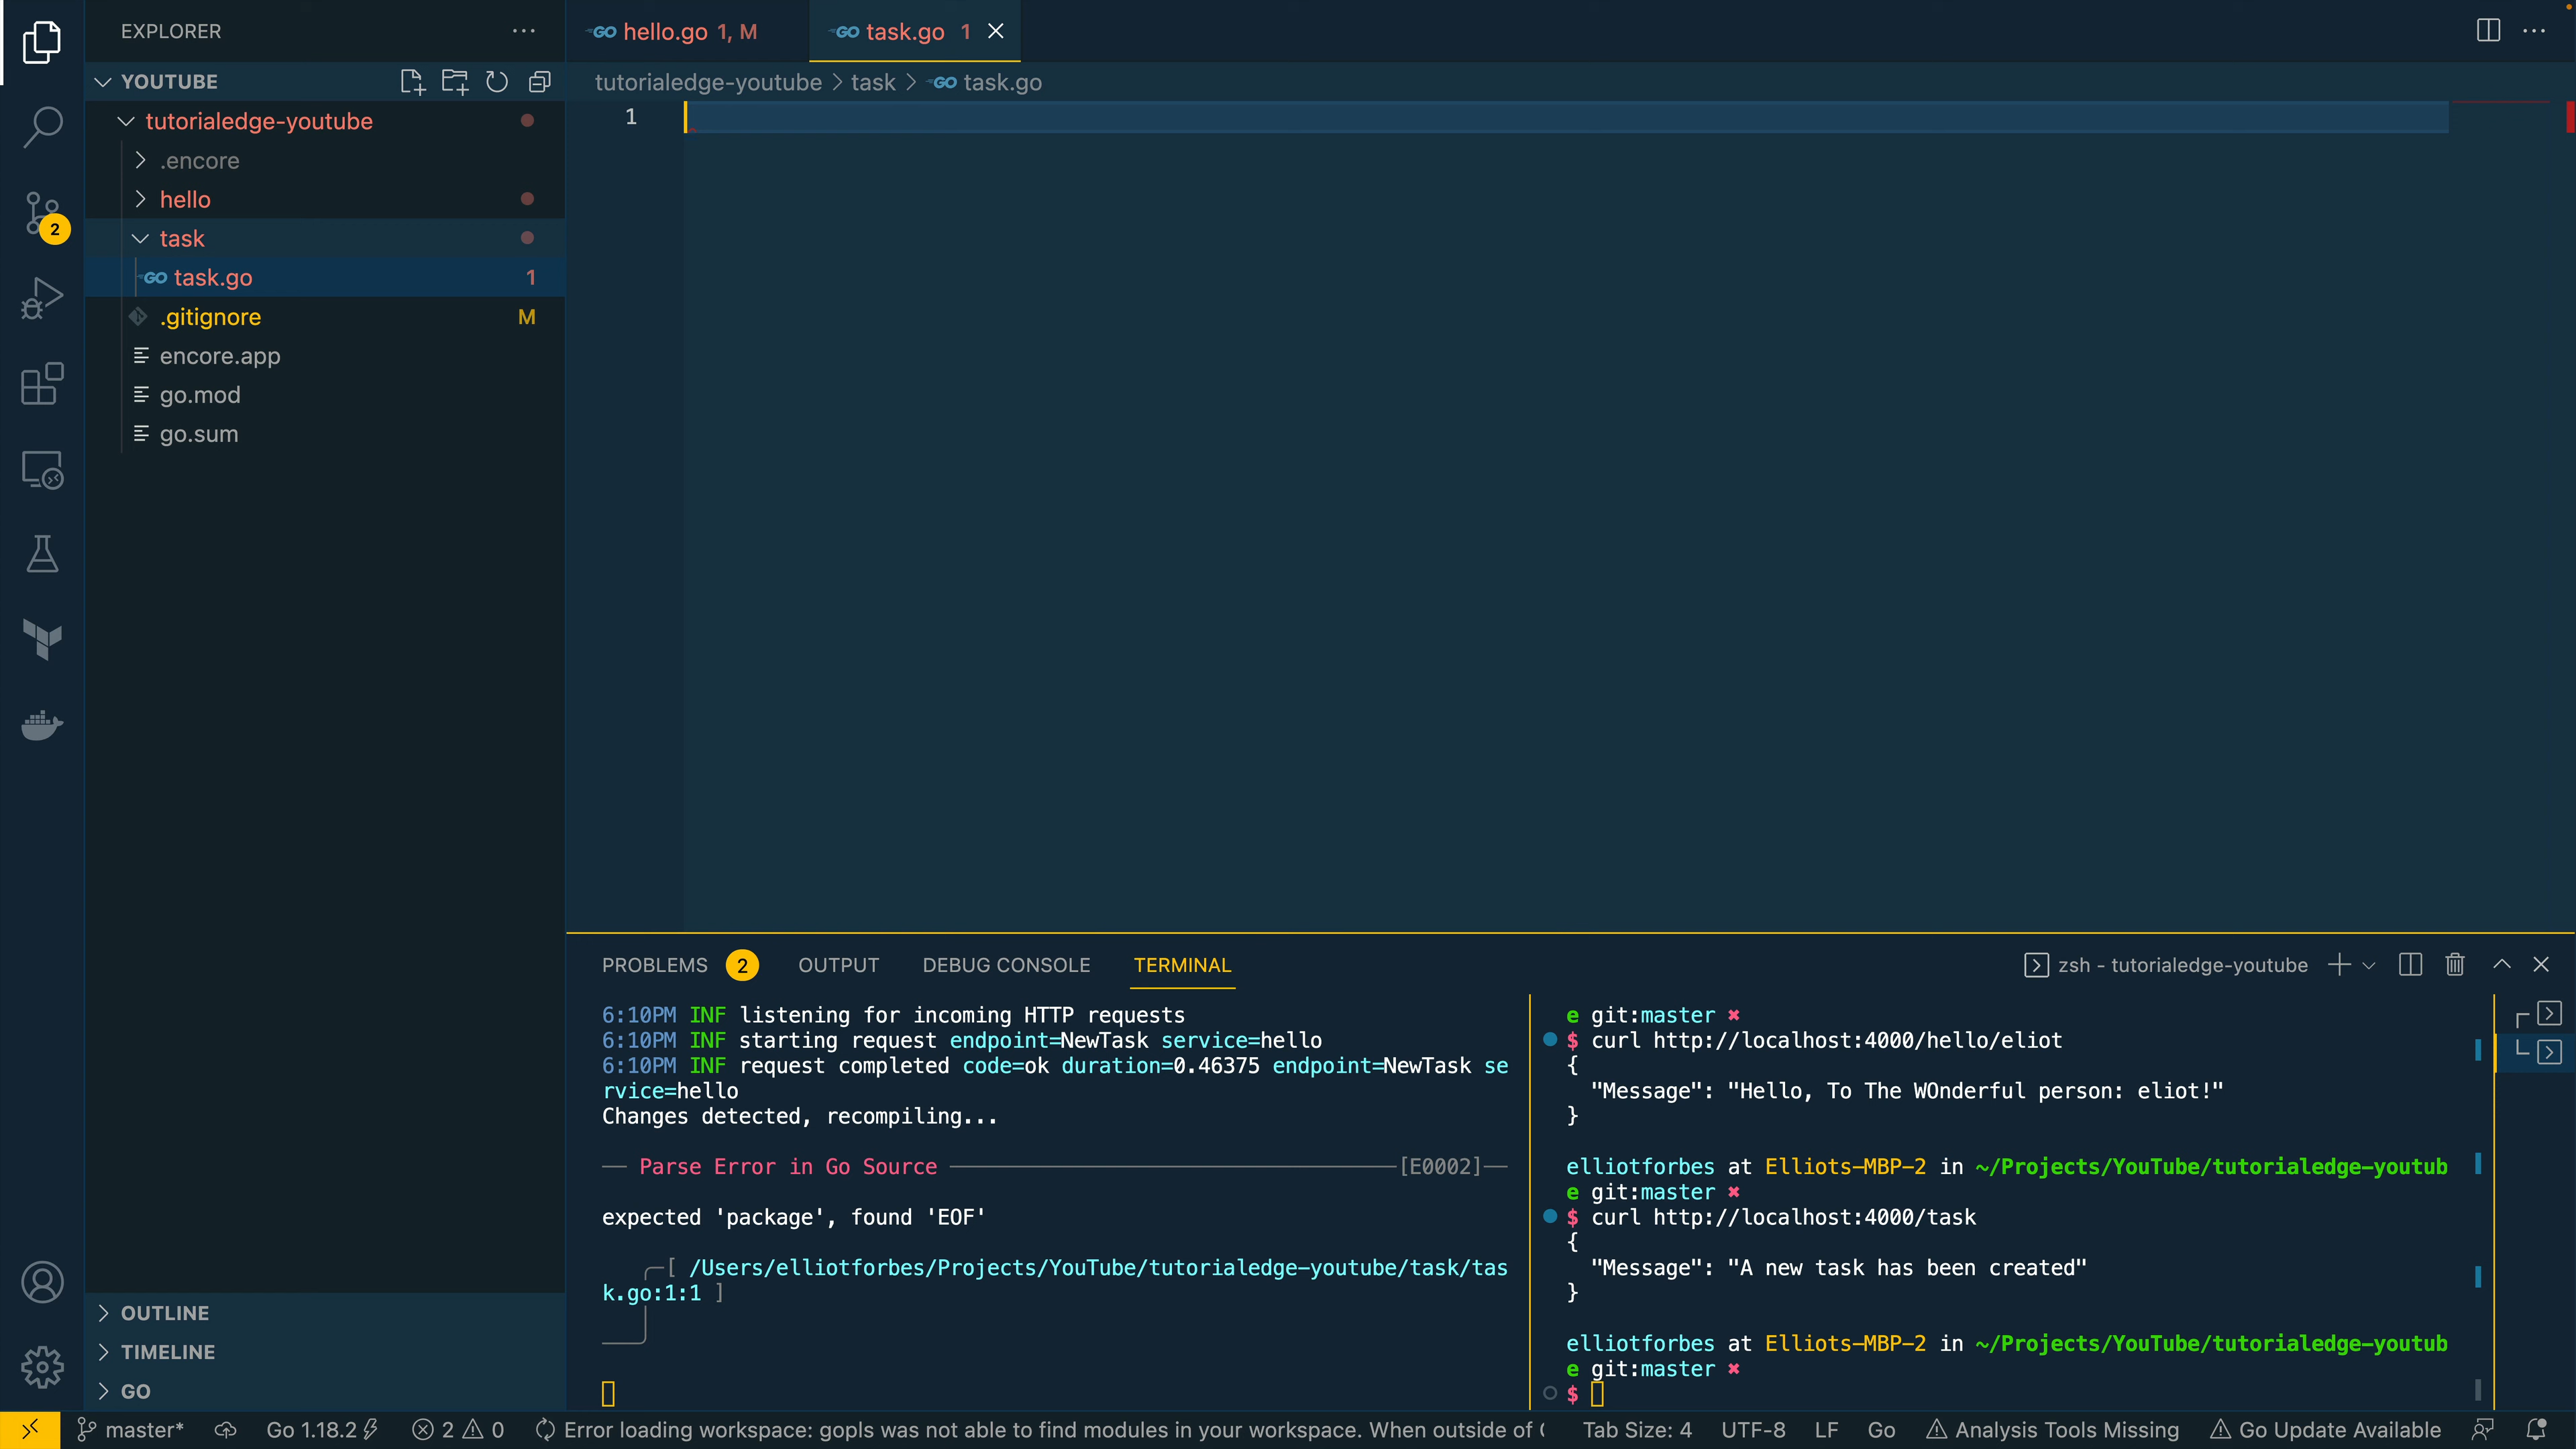 EXPLORER
YOUTUBE
tutorialedge-youtube
.encore
hello
task
GO task.go 1
.gitignore M
encore.app
go.mod
go.sum
OUTLINE
TIMELINE
GO
2
GO hello.go 1, M
GO task.go 1
tutorialedge-youtube > task > GO task.go
1
PROBLEMS 2 OUTPUT DEBUG CONSOLE TERMINAL
zsh - tutorialedge-youtube
6:10PM INF listening for incoming HTTP requests
6:10PM INF starting request endpoint=NewTask service=hello
6:10PM INF request completed code=ok duration=0.46375 endpoint=NewTask se
rvice=hello
Changes detected, recompiling...
Parse Error in Go Source [E0002]
expected 'package', found 'EOF'
[ /Users/elliotforbes/Projects/YouTube/tutorialedge-youtube/task/tas
k.go:1:1 ]
e git:master ✖
$ curl http://localhost:4000/hello/eliot
{
"Message": "Hello, To The WOnderful person: eliot!"
}
elliotforbes at Elliots-MBP-2 in ~/Projects/YouTube/tutorialedge-youtub
e git:master ✖
$ curl http://localhost:4000/task
{
"Message": "A new task has been created"
}
elliotforbes at Elliots-MBP-2 in ~/Projects/YouTube/tutorialedge-youtub
e git:master ✖
$
master* Go 1.18.2 2 0 Error loading workspace: gopls was not able to find modules in your workspace. When outside of Tab Size: 4 UTF-8 LF Go Analysis Tools Missing Go Update Available